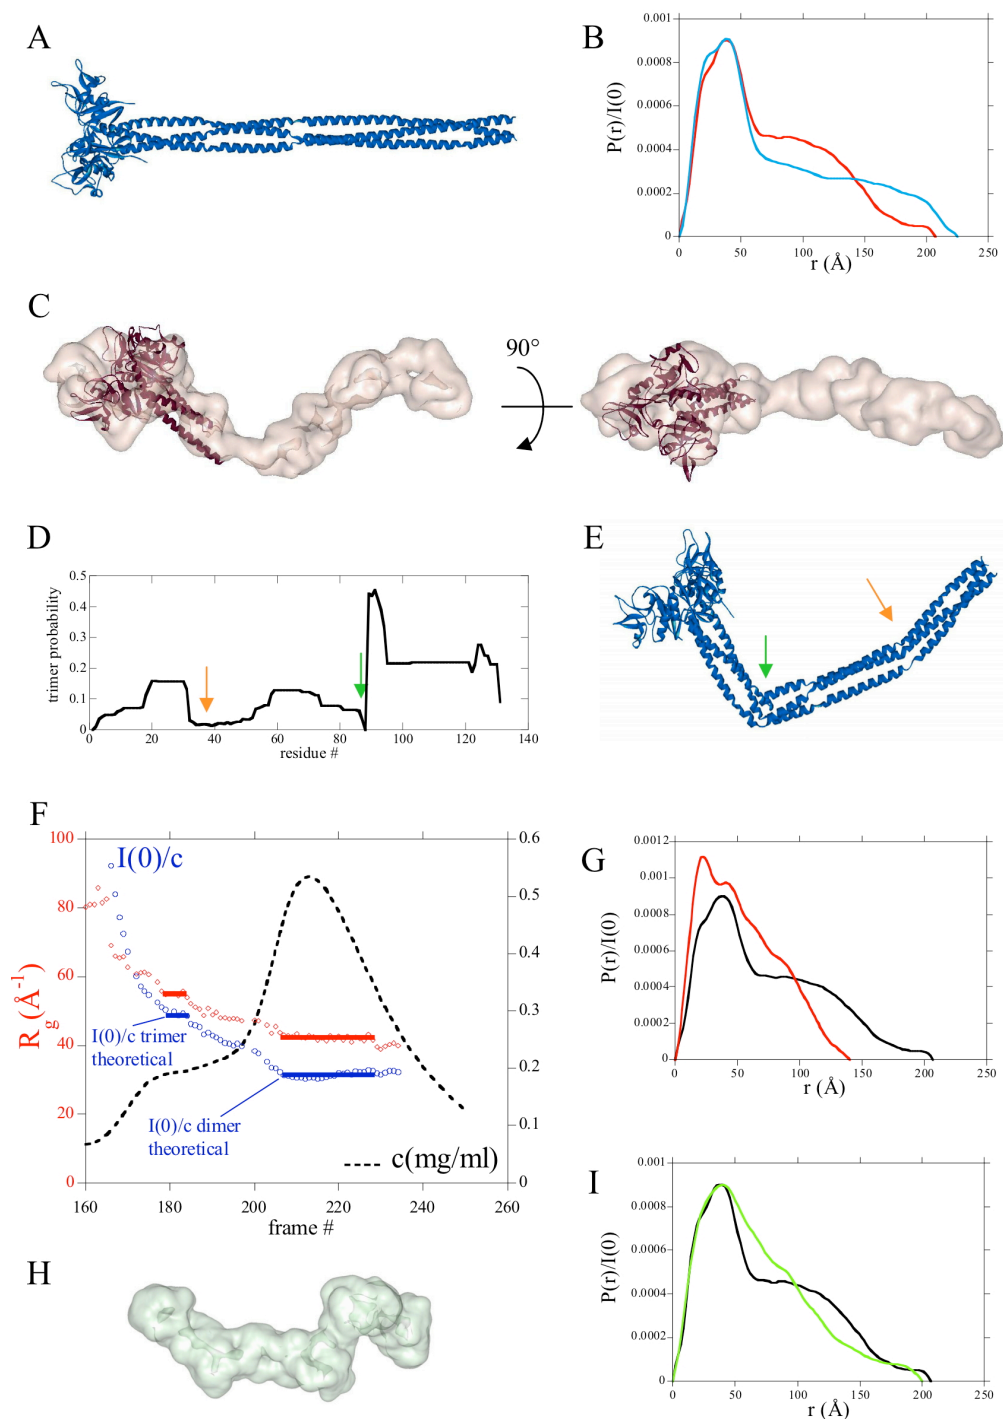 A
B
0.001
0.0008
0.0006
0.0004
0.0002
0
P(r)/I(0)
0 50 100 150 200 250
r (Å)
C
90°
D
0.5
0.4
0.3
0.2
0.1
0
trimer probability
0 20 40 60 80 100 120 140
residue #
E
F
100
80
60
40
20
0
Rg (Å-1)
0.6
0.5
0.4
0.3
0.2
0.1
0
I(0)/c
I(0)/c trimer
theoretical
I(0)/c dimer
theoretical
c(mg/ml)
160 180 200 220 240 260
frame #
G
0.0012
0.001
0.0008
0.0006
0.0004
0.0002
0
P(r)/I(0)
0 50 100 150 200 250
r (Å)
H
I
0.001
0.0008
0.0006
0.0004
0.0002
0
P(r)/I(0)
0 50 100 150 200 250
r (Å)